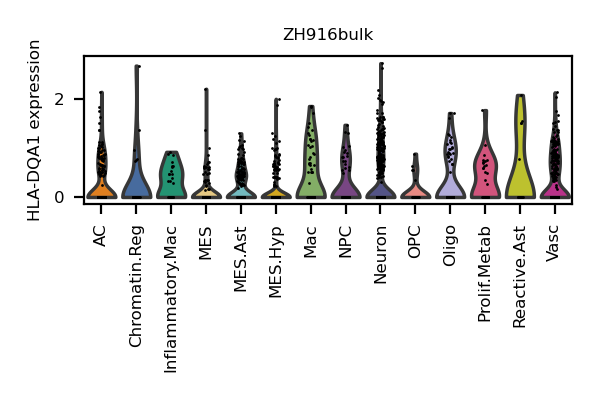 ZH916bulk
HLA-DQA1 expression
2
0
AC
Chromatin.Reg
Inflammatory.Mac
MES
MES.Ast
MES.Hyp
Mac
NPC
Neuron
OPC
Oligo
Prolif.Metab
Reactive.Ast
Vasc